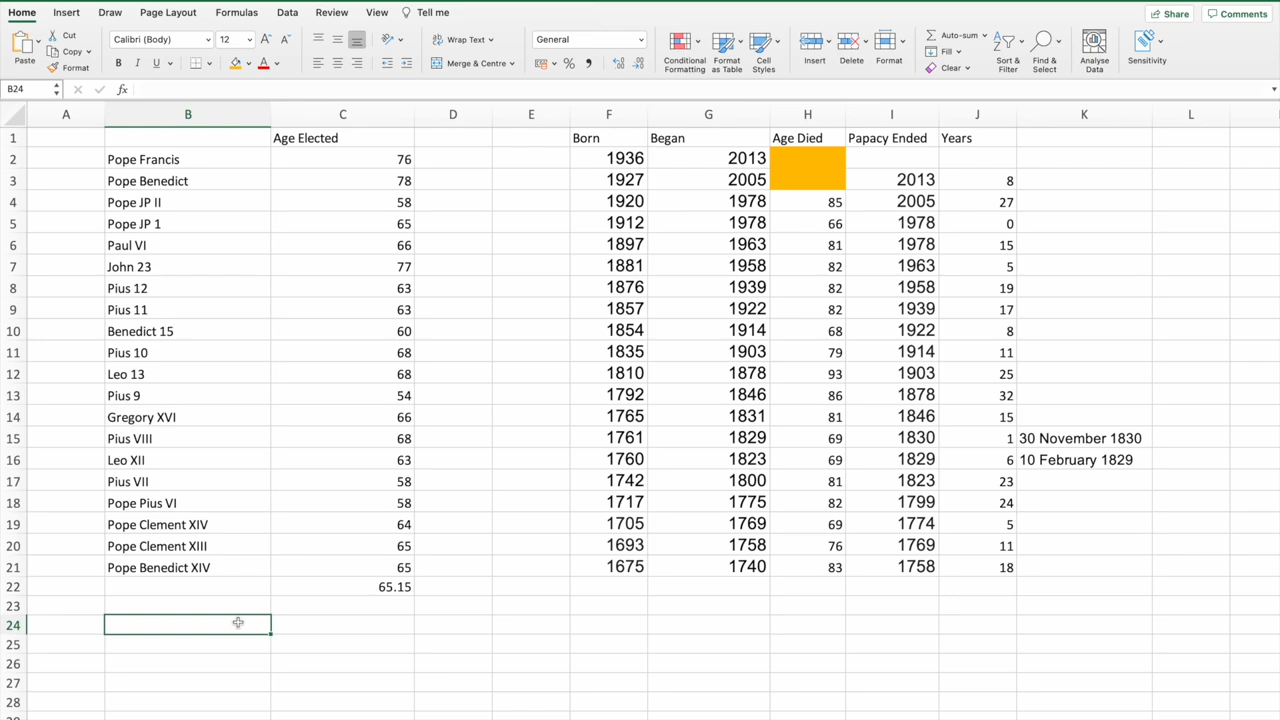 Home Insert Draw Page Layout Formulas Data Review View Tell me Share Comments
Cut
Copy
Format
Paste
Calibri (Body) 12
B I U
A A
A
Wrap Text
Merge & Centre
General
%
Conditional Formatting
Format as Table
Cell Styles
Insert
Delete
Format
Auto-sum
Fill
Clear
Sort & Filter
Find & Select
Analyse Data
Sensitivity
B24 fx
A B C D E F G H I J K L
1 Age Elected Born Began Age Died Papacy Ended Years
2 Pope Francis 76 1936 2013
3 Pope Benedict 78 1927 2005 2013 8
4 Pope JP II 58 1920 1978 85 2005 27
5 Pope JP 1 65 1912 1978 66 1978 0
6 Paul VI 66 1897 1963 81 1978 15
7 John 23 77 1881 1958 82 1963 5
8 Pius 12 63 1876 1939 82 1958 19
9 Pius 11 63 1857 1922 82 1939 17
10 Benedict 15 60 1854 1914 68 1922 8
11 Pius 10 68 1835 1903 79 1914 11
12 Leo 13 68 1810 1878 93 1903 25
13 Pius 9 54 1792 1846 86 1878 32
14 Gregory XVI 66 1765 1831 81 1846 15
15 Pius VIII 68 1761 1829 69 1830 1 30 November 1830
16 Leo XII 63 1760 1823 69 1829 6 10 February 1829
17 Pius VII 58 1742 1800 81 1823 23
18 Pope Pius VI 58 1717 1775 82 1799 24
19 Pope Clement XIV 64 1705 1769 69 1774 5
20 Pope Clement XIII 65 1693 1758 76 1769 11
21 Pope Benedict XIV 65 1675 1740 83 1758 18
22 65.15
23
24
25
26
27
28